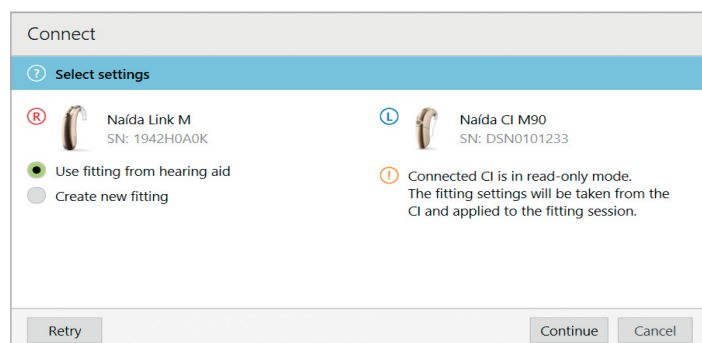 Connect
? Select settings
R
Naída Link M
SN: 1942H0A0K
Use fitting from hearing aid
Create new fitting
L
Naída CI M90
SN: DSN0101233
! Connected CI is in read-only mode.
The fitting settings will be taken from the
CI and applied to the fitting session.
Retry
Continue
Cancel